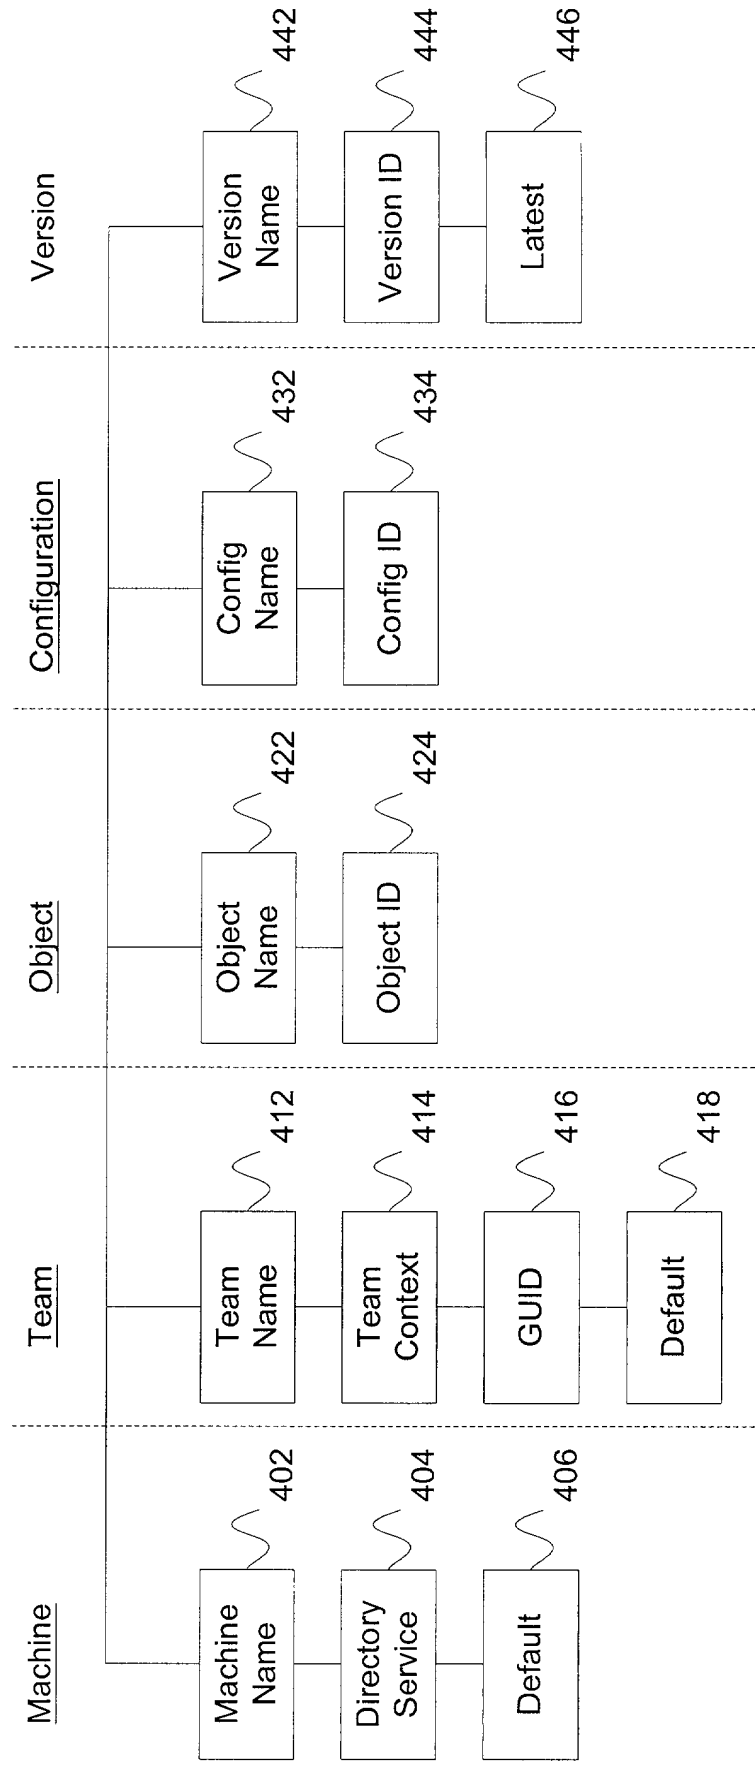 Machine
Team
Object
Configuration
Version
Machine
Name
402
Directory
Service
404
Default
406
Team
Name
412
Team
Context
414
GUID
416
Default
418
Object
Name
422
Object ID
424
Config
Name
432
Config ID
434
Version
Name
442
Version ID
444
Latest
446